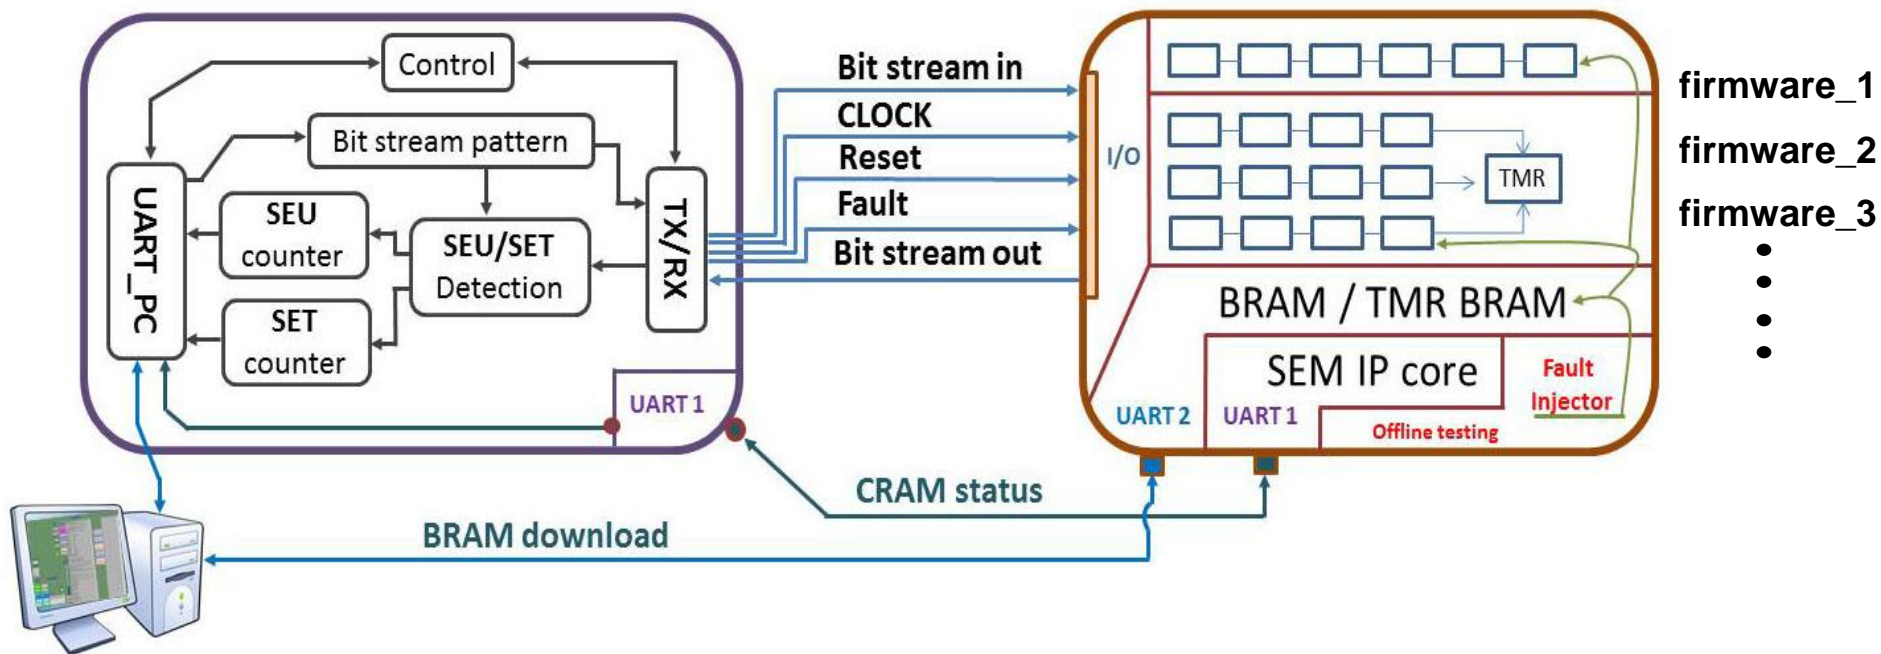 Control
Bit stream pattern
UART_PC
SEU
counter
SET
counter
SEU/SET
Detection
TX/RX
UART 1
Bit stream in
CLOCK
Reset
Fault
Bit stream out
I/O
TMR
BRAM / TMR BRAM
SEM IP core
Fault
Injector
UART 2
UART 1
Offline testing
firmware_1
firmware_2
firmware_3
CRAM status
BRAM download